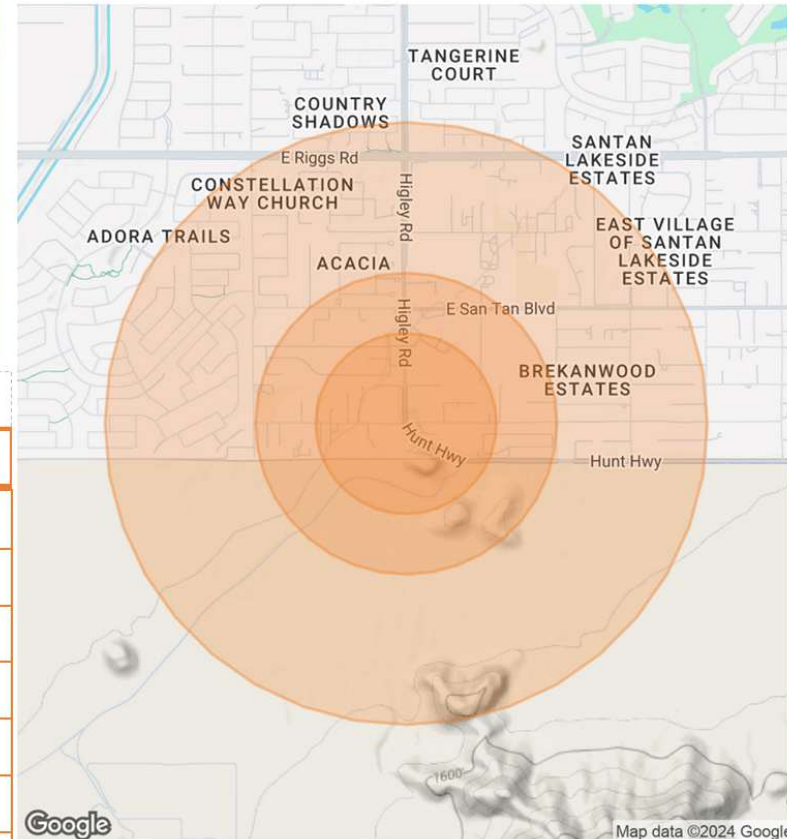 TANGERINE
COURT
COUNTRY
SHADOWS
SANTAN
LAKESIDE
ESTATES
E Riggs Rd
CONSTELLATION
WAY CHURCH
Higley Rd
EAST VILLAGE
OF SANTAN
LAKESIDE
ESTATES
ADORA TRAILS
ACACIA
E San Tan Blvd
Higley Rd
BREKANWOOD
ESTATES
Hunt Hwy
Hunt Hwy
1600
Google
Map data ©2024 Google